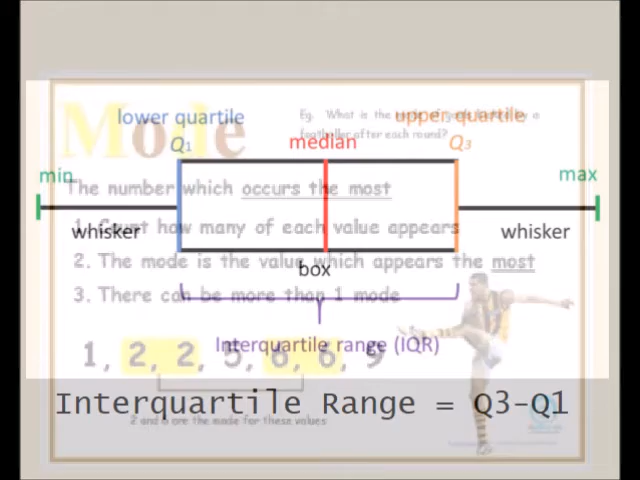 Mode
Eg. What is the
by a
footballer after each round?
lower quartile
upper quartile
Q1
median
Q3
min
max
The number which occurs the most
1. Count how many of each value appears
whisker
whisker
2. The mode is the value which appears the most
box
3. There can be more than 1 mode
Interquartile range (IQR)
1, 2, 2, 5, 6, 6, 9
Interquartile Range = Q3-Q1
2 and 6 are the mode for these values